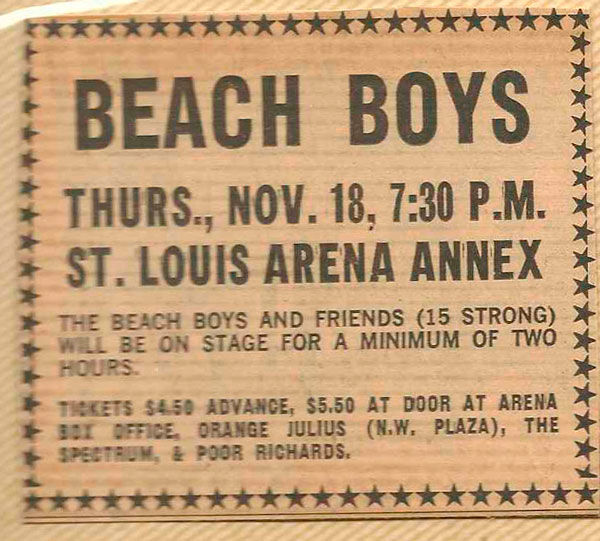 BEACH BOYS
THURS., NOV. 18, 7:30 P.M.
ST. LOUIS ARENA ANNEX
THE BEACH BOYS AND FRIENDS (15 STRONG)
WILL BE ON STAGE FOR A MINIMUM OF TWO
HOURS.
TICKETS $4.50 ADVANCE, $5.50 AT DOOR AT ARENA
BOX OFFICE, ORANGE JULIUS (N.W. PLAZA), THE
SPECTRUM, & POOR RICHARDS.